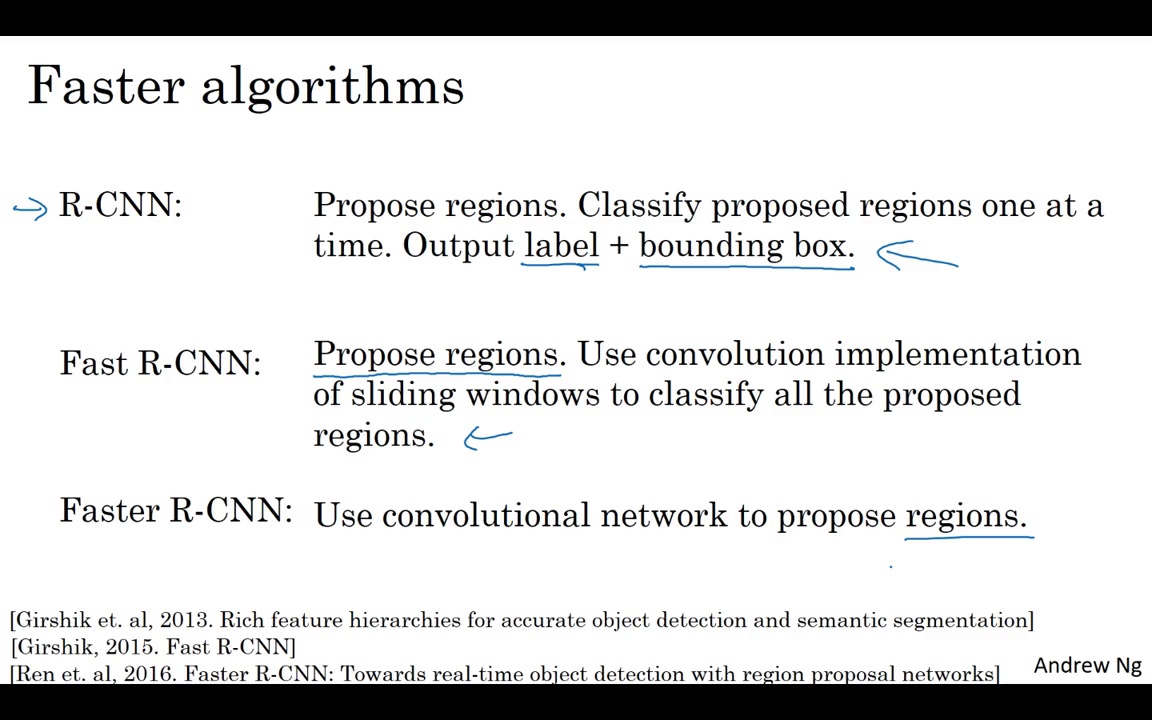 Faster algorithms
R-CNN: Propose regions. Classify proposed regions one at a
time. Output label + bounding box.
Fast R-CNN: Propose regions. Use convolution implementation
of sliding windows to classify all the proposed
regions.
Faster R-CNN: Use convolutional network to propose regions.
[Girshik et. al, 2013. Rich feature hierarchies for accurate object detection and semantic segmentation]
[Girshik, 2015. Fast R-CNN]
[Ren et. al, 2016. Faster R-CNN: Towards real-time object detection with region proposal networks]
Andrew Ng